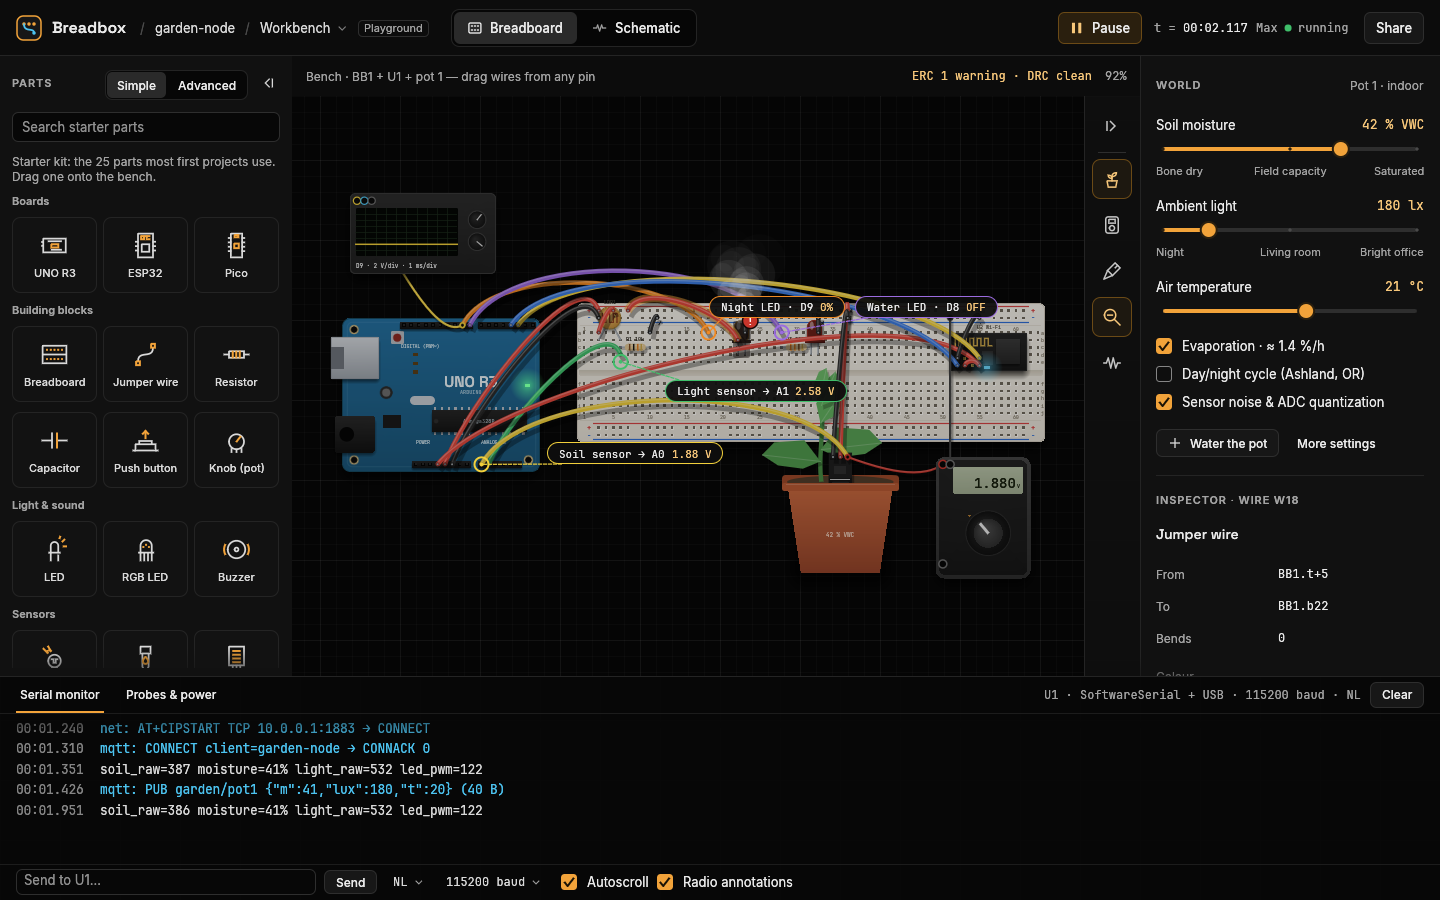 Breadbox / garden-node / Workbench Playground
Breadboard Schematic
Pause t = 00:02.117 Max running Share
PARTS Simple Advanced
Search starter parts
Starter kit: the 25 parts most first projects use.
Drag one onto the bench.
Boards
UNO R3 ESP32 Pico
Building blocks
Breadboard Jumper wire Resistor
Capacitor Push button Knob (pot)
Light & sound
LED RGB LED Buzzer
Sensors
Bench · BB1 + U1 + pot 1 — drag wires from any pin
ERC 1 warning · DRC clean 92%
D9 · 2 V/div · 1 ms/div
Night LED · D9 0%
Water LED · D8 OFF
DIGITAL (PWM~)
UNO R3
POWER
Light sensor → A1 2.58 V
Soil sensor → A0 1.88 V
42 % VWC
1.880
WORLD Pot 1 · indoor
Soil moisture 42 % VWC
Bone dry Field capacity Saturated
Ambient light 180 lx
Night Living room Bright office
Air temperature 21 °C
Evaporation · ≈ 1.4 %/h
Day/night cycle (Ashland, OR)
Sensor noise & ADC quantization
Water the pot More settings
INSPECTOR · WIRE W18
Jumper wire
From BB1.t+5
To BB1.b22
Bends 0
Colour
Serial monitor Probes & power
U1 · SoftwareSerial + USB · 115200 baud · NL Clear
00:01.240 net: AT+CIPSTART TCP 10.0.0.1:1883 → CONNECT
00:01.310 mqtt: CONNECT client=garden-node → CONNACK 0
00:01.351 soil_raw=387 moisture=41% light_raw=532 led_pwm=122
00:01.426 mqtt: PUB garden/pot1 {"m":41,"lux":180,"t":20} (40 B)
00:01.951 soil_raw=386 moisture=41% light_raw=532 led_pwm=122
Send to U1... Send NL 115200 baud Autoscroll Radio annotations